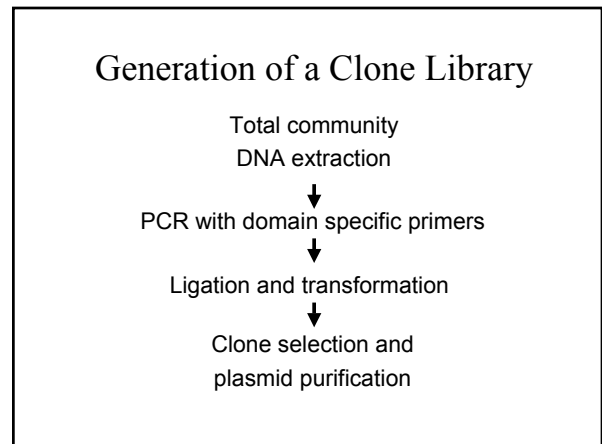 Generation of a Clone Library
Total community
DNA extraction
PCR with domain specific primers
Ligation and transformation
Clone selection and
plasmid purification